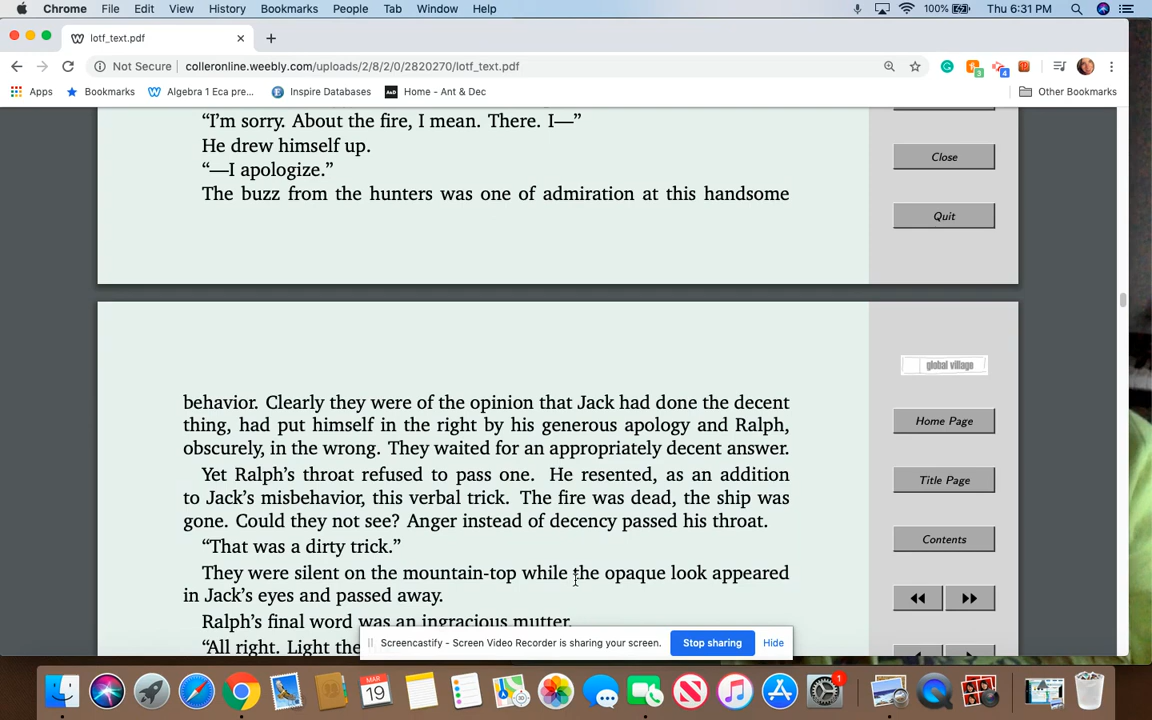 Chrome File Edit View History Bookmarks People Tab Window Help 100% Thu 6:31 PM
lotf_text.pdf
Not Secure colleronline.weebly.com/uploads/2/8/2/0/2820270/lotf_text.pdf
Apps Bookmarks Algebra 1 Eca pre... Inspire Databases Home - Ant & Dec Other Bookmarks
“I’m sorry. About the fire, I mean. There. I—”
He drew himself up.
“—I apologize.”
The buzz from the hunters was one of admiration at this handsome
Close
Quit
behavior. Clearly they were of the opinion that Jack had done the decent
thing, had put himself in the right by his generous apology and Ralph,
obscurely, in the wrong. They waited for an appropriately decent answer.
Yet Ralph’s throat refused to pass one. He resented, as an addition
to Jack’s misbehavior, this verbal trick. The fire was dead, the ship was
gone. Could they not see? Anger instead of decency passed his throat.
“That was a dirty trick.”
They were silent on the mountain-top while the opaque look appeared
in Jack’s eyes and passed away.
Ralph’s final word was an ingracious mutter.
“All right. Light the
global village
Home Page
Title Page
Contents
Screencastify - Screen Video Recorder is sharing your screen. Stop sharing Hide
MAR
19
1